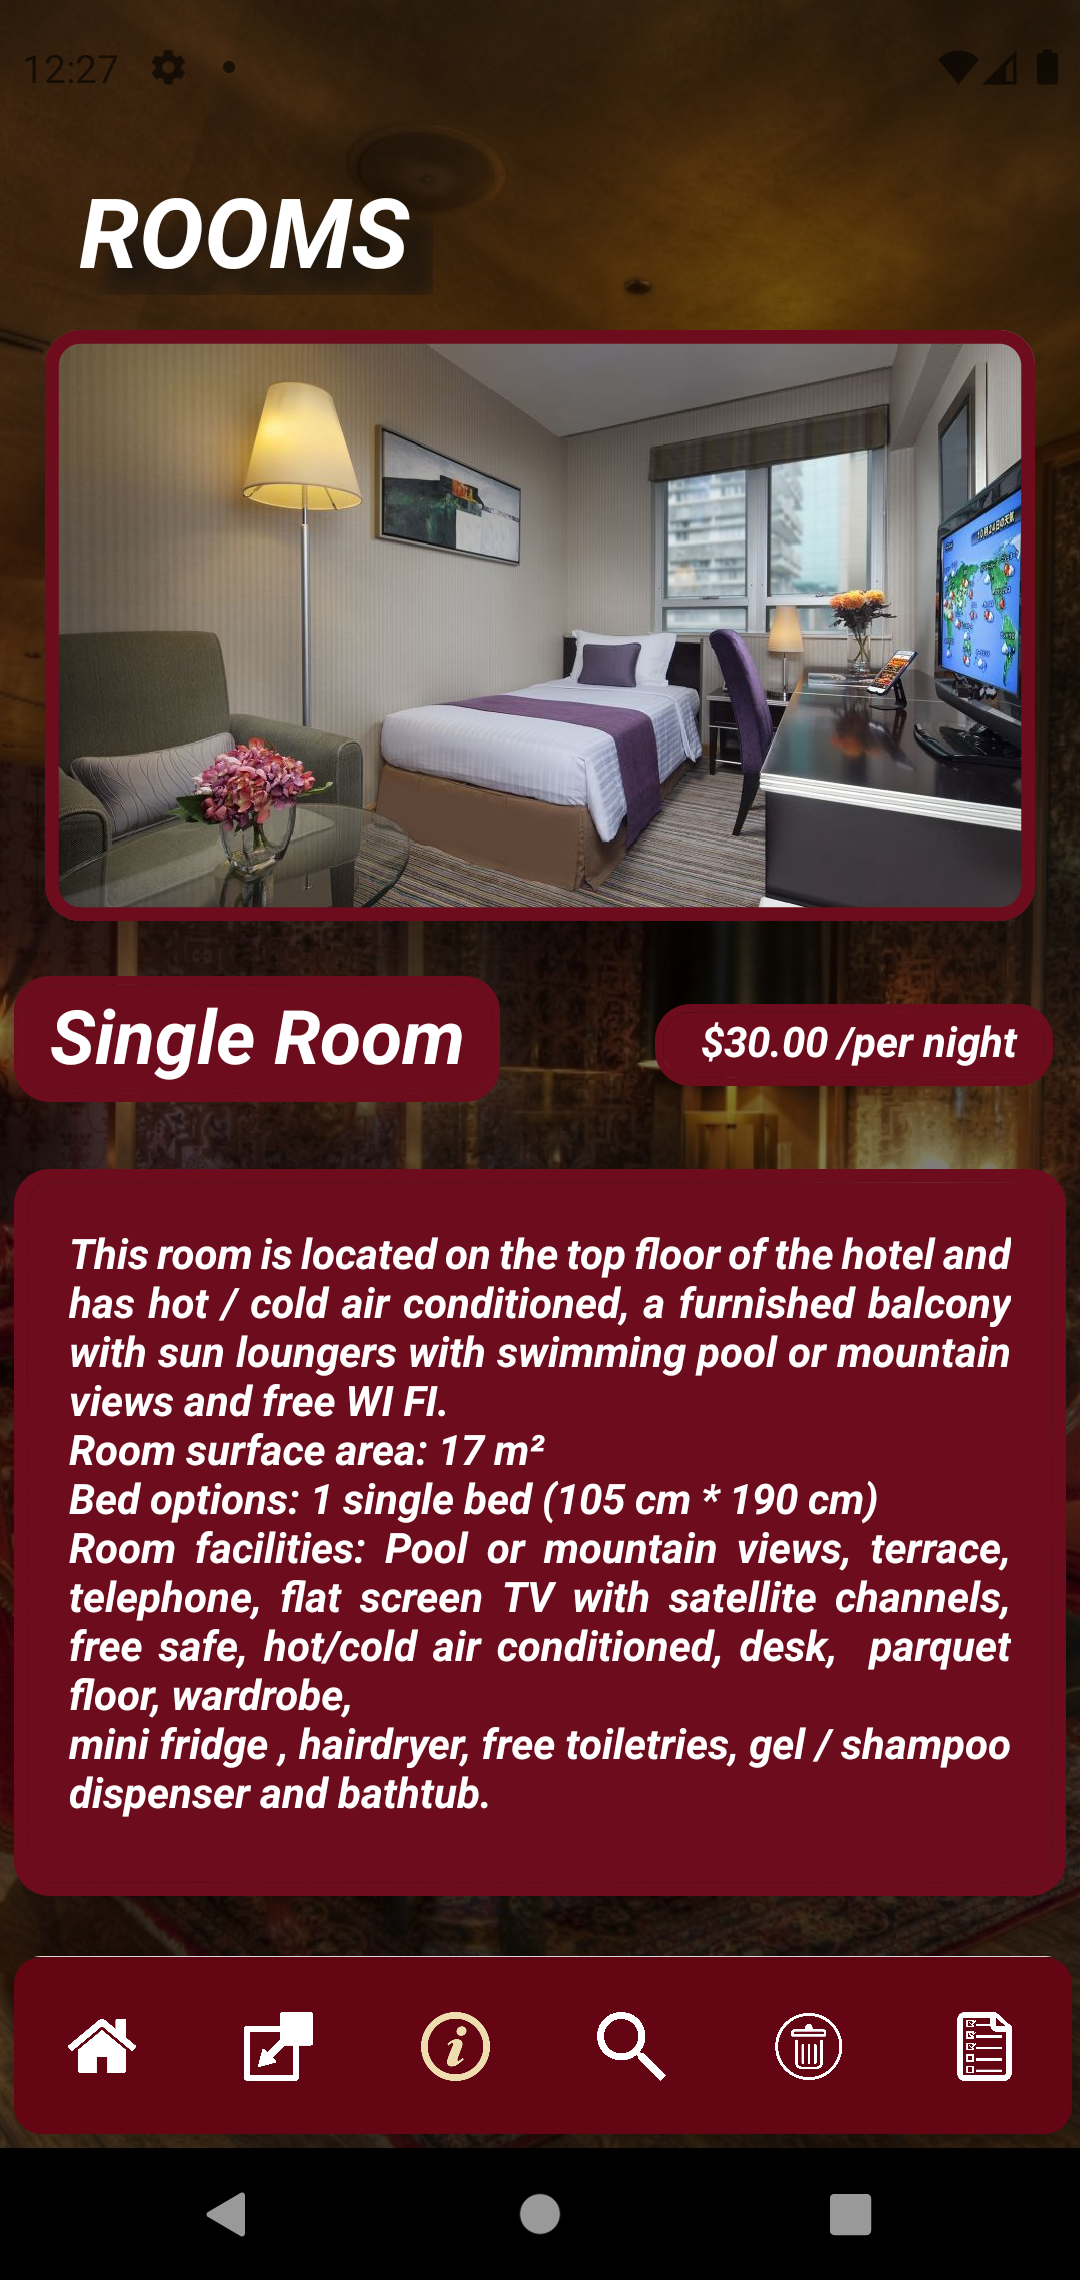 12:27
ROOMS
Single Room
$30.00 /per night
This room is located on the top floor of the hotel and
has hot / cold air conditioned, a furnished balcony
with sun loungers with swimming pool or mountain
views and free WI FI.
Room surface area: 17 m²
Bed options: 1 single bed (105 cm * 190 cm)
Room facilities: Pool or mountain views, terrace,
telephone, flat screen TV with satellite channels,
free safe, hot/cold air conditioned, desk,  parquet
floor, wardrobe,
mini fridge , hairdryer, free toiletries, gel / shampoo
dispenser and bathtub.